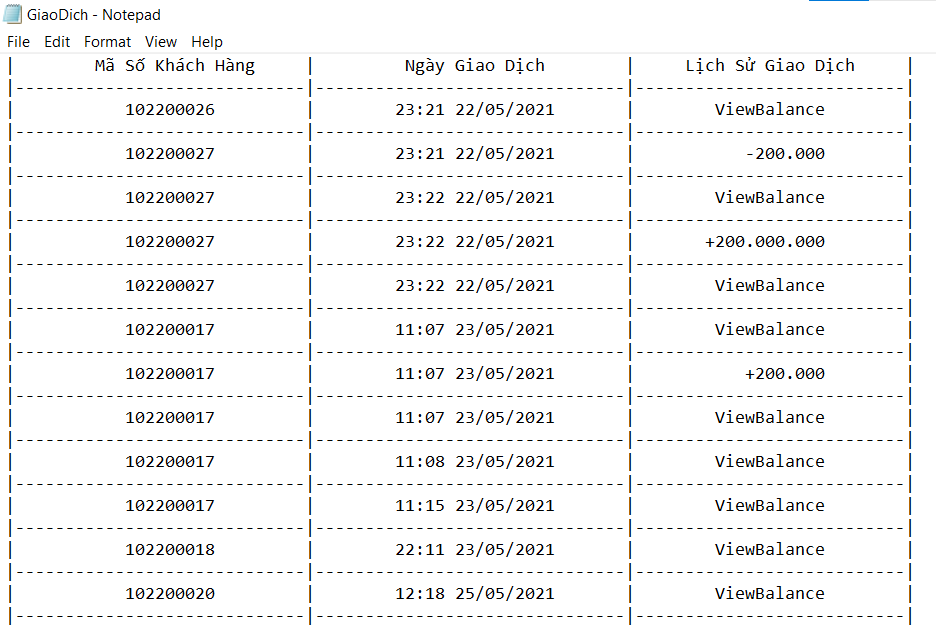 GiaoDich - Notepad
File Edit Format View Help
| Mã Số Khách Hàng | Ngày Giao Dịch | Lịch Sử Giao Dịch |
102200026 | 23:21 22/05/2021 | ViewBalance
102200027 | 23:21 22/05/2021 | -200.000
102200027 | 23:22 22/05/2021 | ViewBalance
102200027 | 23:22 22/05/2021 | +200.000.000
102200027 | 23:22 22/05/2021 | ViewBalance
102200017 | 11:07 23/05/2021 | ViewBalance
102200017 | 11:07 23/05/2021 | +200.000
102200017 | 11:07 23/05/2021 | ViewBalance
102200017 | 11:08 23/05/2021 | ViewBalance
102200017 | 11:15 23/05/2021 | ViewBalance
102200018 | 22:11 23/05/2021 | ViewBalance
102200020 | 12:18 25/05/2021 | ViewBalance